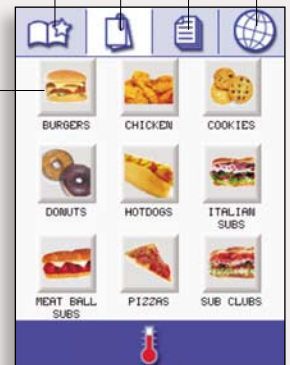 BURGERS
CHICKEN
COOKIES
DONUTS
HOTDOGS
ITALIAN
SUBS
MEAT BALL
SUBS
PIZZAS
SUB CLUBS